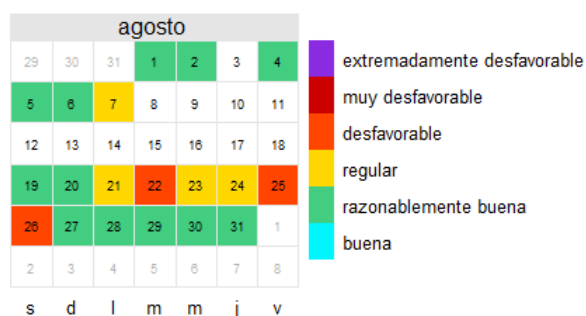 agosto
29 30 31 1 2 3 4
5 6 7 8 9 10 11
12 13 14 15 16 17 18
19 20 21 22 23 24 25
26 27 28 29 30 31 1
2 3 4 5 6 7 8
s d l m m j v
extremadamente desfavorable
muy desfavorable
desfavorable
regular
razonablemente buena
buena